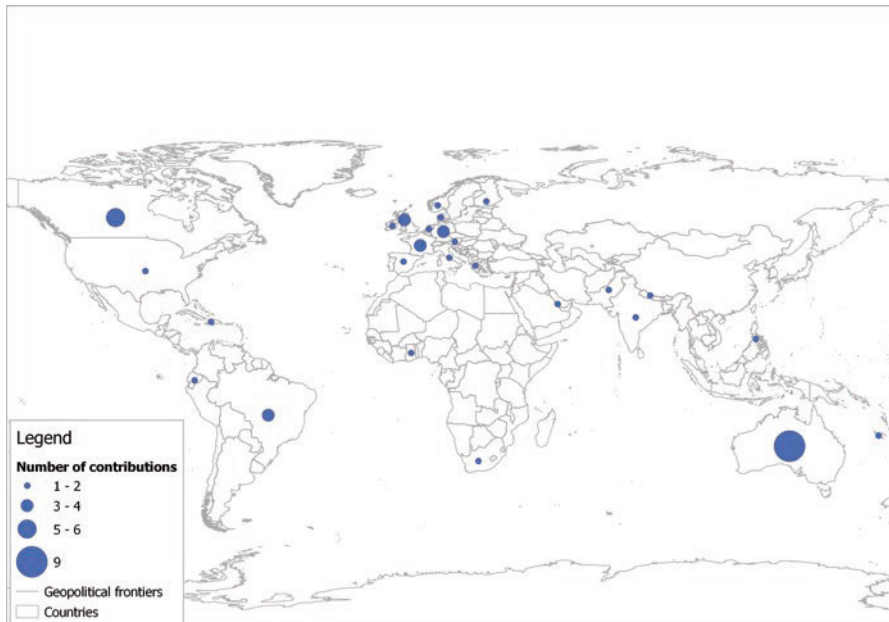 Legend
Number of contributions
1 - 2
3 - 4
5 - 6
9
Geopolitical frontiers
Countries